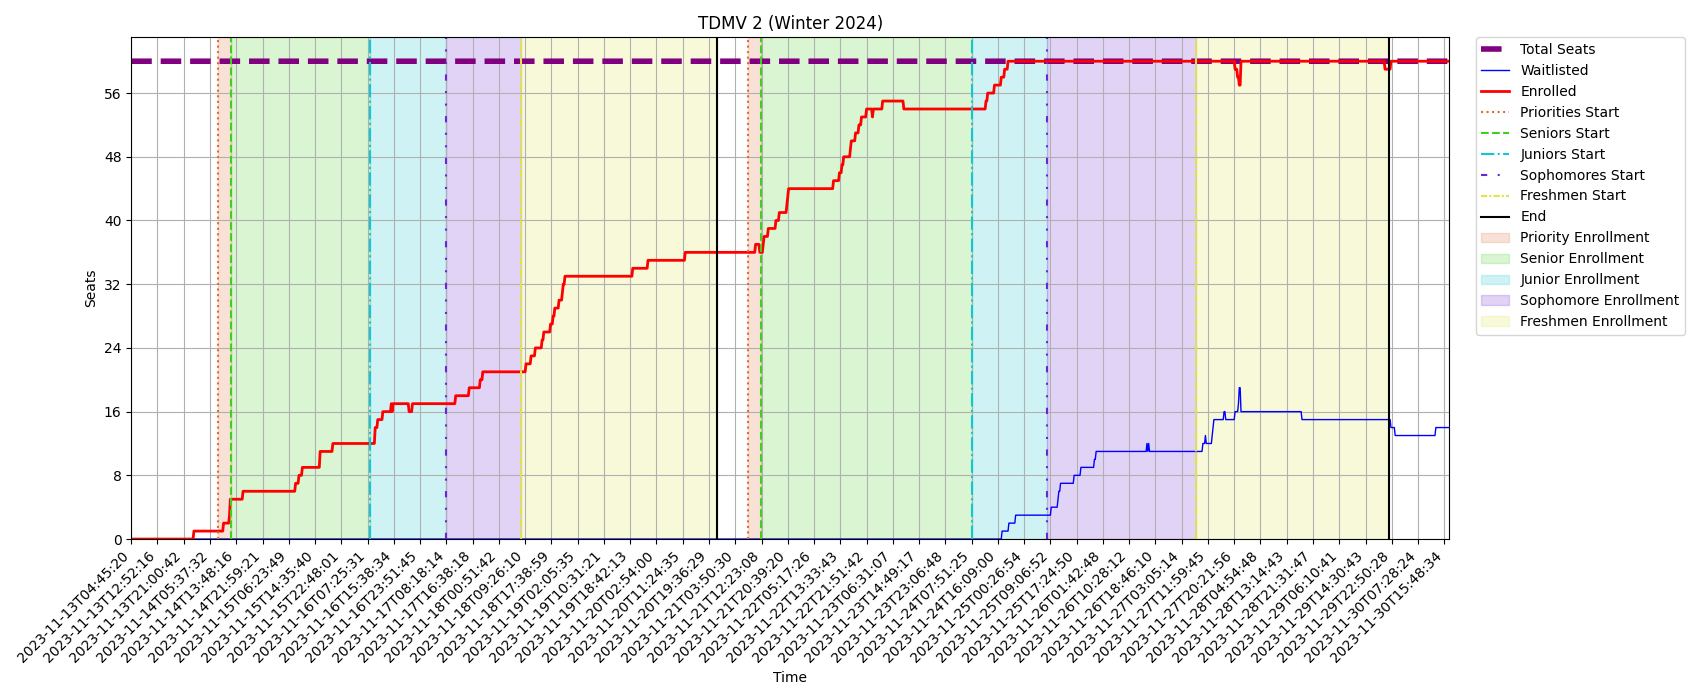 TDMV 2 (Winter 2024)
Seats
56
48
40
32
24
16
8
0
2023-11-13T04:45:20
2023-11-13T12:52:16
2023-11-13T21:00:42
2023-11-14T05:37:32
2023-11-14T13:48:16
2023-11-14T21:59:21
2023-11-15T06:23:49
2023-11-15T14:35:40
2023-11-15T22:48:01
2023-11-16T07:25:31
2023-11-16T15:38:34
2023-11-16T23:51:45
2023-11-17T08:18:14
2023-11-17T16:38:18
2023-11-18T00:51:42
2023-11-18T09:26:10
2023-11-18T17:38:59
2023-11-19T02:05:35
2023-11-19T10:31:21
2023-11-19T18:42:13
2023-11-20T02:54:00
2023-11-20T11:24:35
2023-11-20T19:36:29
2023-11-21T03:50:30
2023-11-21T12:23:08
2023-11-21T20:39:20
2023-11-22T05:17:26
2023-11-22T13:33:43
2023-11-22T21:51:42
2023-11-23T06:31:07
2023-11-23T14:49:17
2023-11-23T23:06:48
2023-11-24T07:51:25
2023-11-24T16:09:00
2023-11-25T00:26:54
2023-11-25T09:06:52
2023-11-25T17:24:50
2023-11-26T01:42:48
2023-11-26T10:28:12
2023-11-26T18:46:10
2023-11-27T03:05:14
2023-11-27T11:59:45
2023-11-27T20:21:56
2023-11-28T04:54:48
2023-11-28T13:14:43
2023-11-28T21:31:47
2023-11-29T06:10:41
2023-11-29T14:30:43
2023-11-29T22:50:28
2023-11-30T07:28:24
2023-11-30T15:48:34
Time
Total Seats
Waitlisted
Enrolled
Priorities Start
Seniors Start
Juniors Start
Sophomores Start
Freshmen Start
End
Priority Enrollment
Senior Enrollment
Junior Enrollment
Sophomore Enrollment
Freshmen Enrollment